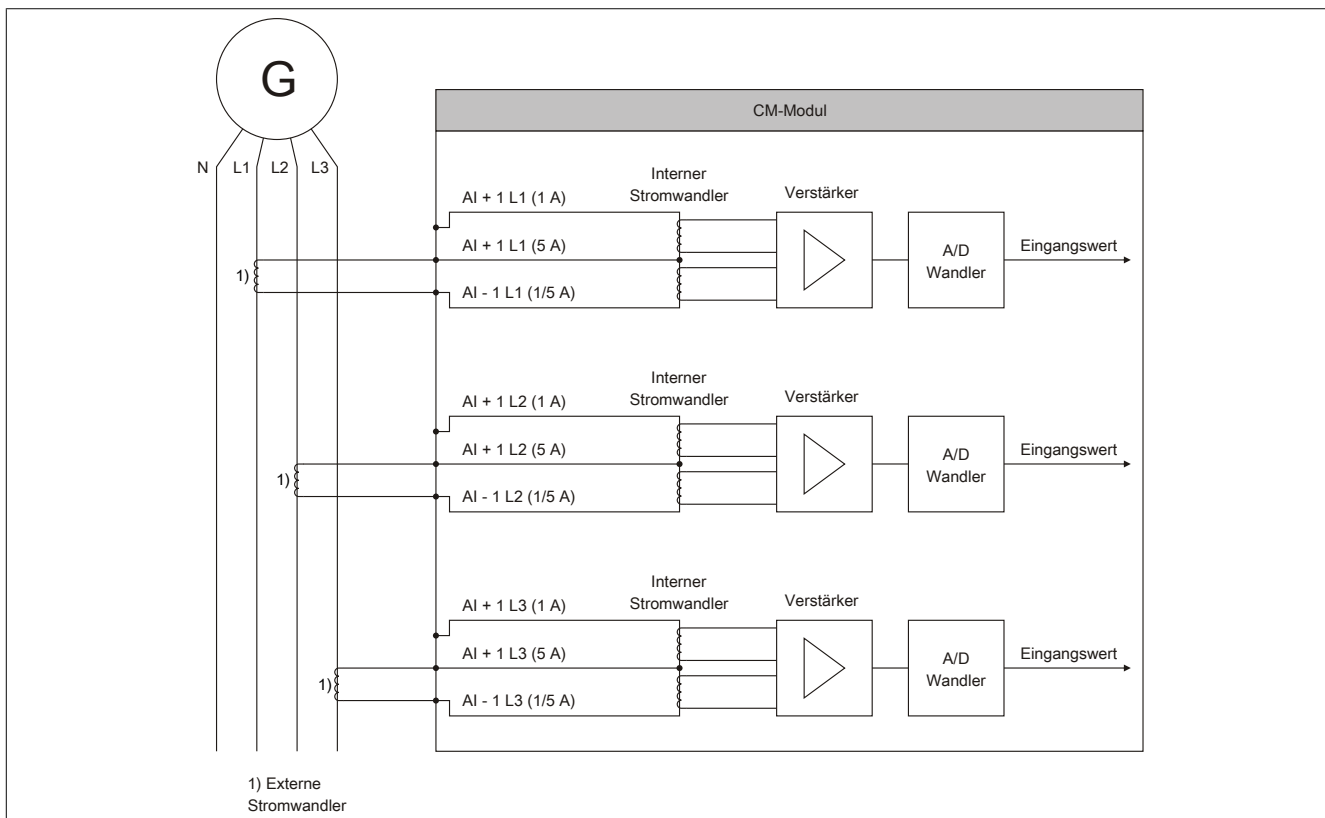 G
CM-Modul
N L1 L2 L3
AI + 1 L1 (1 A)
Interner
Stromwandler
Verstärker
AI + 1 L1 (5 A)
A/D
Wandler
Eingangswert
1)
AI - 1 L1 (1/5 A)
AI + 1 L2 (1 A)
Interner
Stromwandler
Verstärker
AI + 1 L2 (5 A)
A/D
Wandler
Eingangswert
1)
AI - 1 L2 (1/5 A)
AI + 1 L3 (1 A)
Interner
Stromwandler
Verstärker
AI + 1 L3 (5 A)
A/D
Wandler
Eingangswert
1)
AI - 1 L3 (1/5 A)
1) Externe
Stromwandler